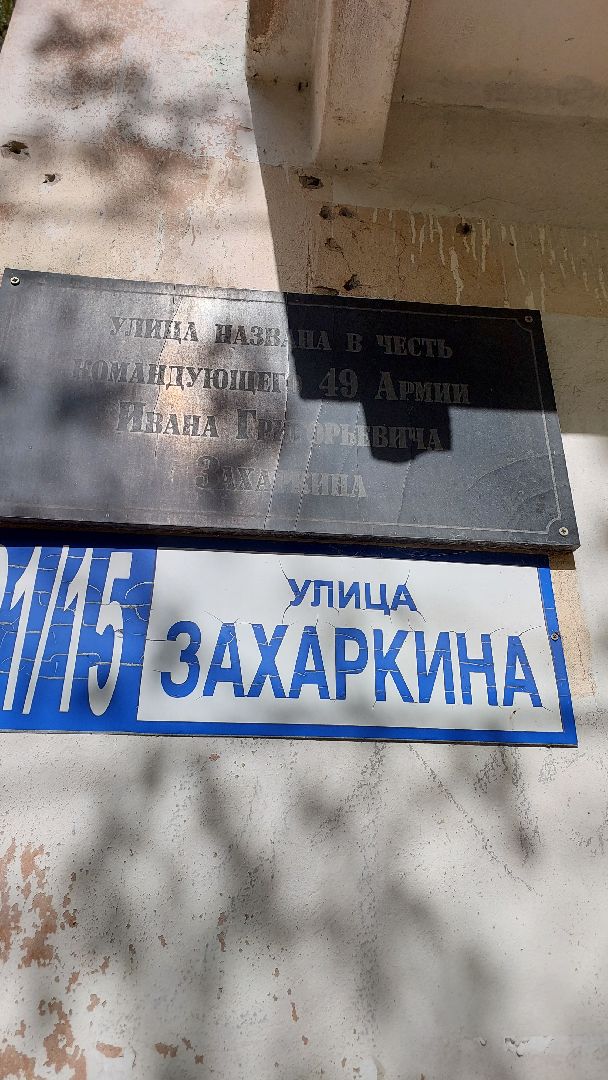 УЛИЦА НАЗВАНА В ЧЕСТЬ
КОМАНДУЮЩЕГО 49 АРМИИ
ИВАНА ГРИГОРЬЕВИЧА
ЗАХАРКИНА
1/15
УЛИЦА
ЗАХАРКИНА